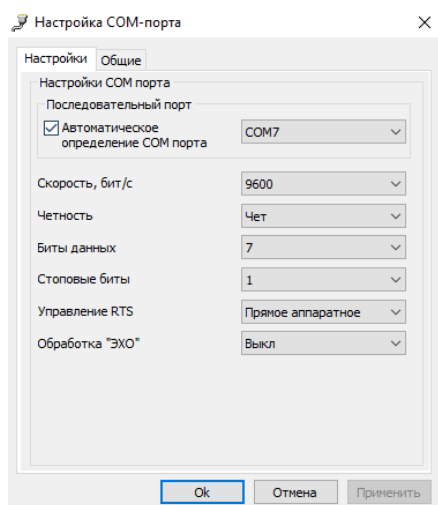 Настройка COM-порта
Настройки Общие
Настройки COM порта
Последовательный порт
Автоматическое
определение COM порта
COM7
Скорость, бит/с 9600
Четность Чет
Биты данных 7
Стоповые биты 1
Управление RTS Прямое аппаратное
Обработка "ЭХО" Выкл
Ok Отмена Применить